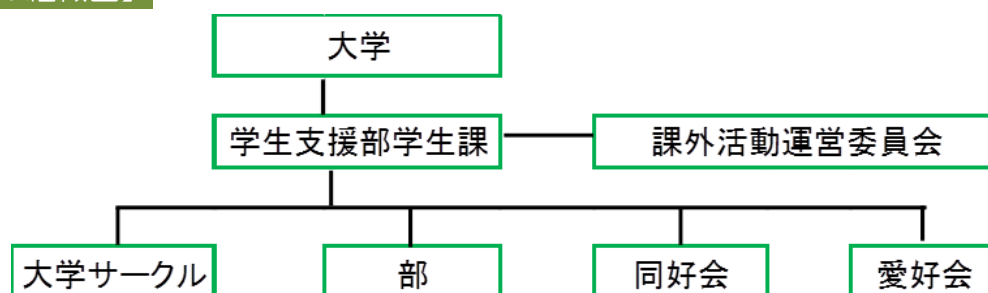 大学
学生支援部学生課
課外活動運営委員会
大学サークル
部
同好会
愛好会